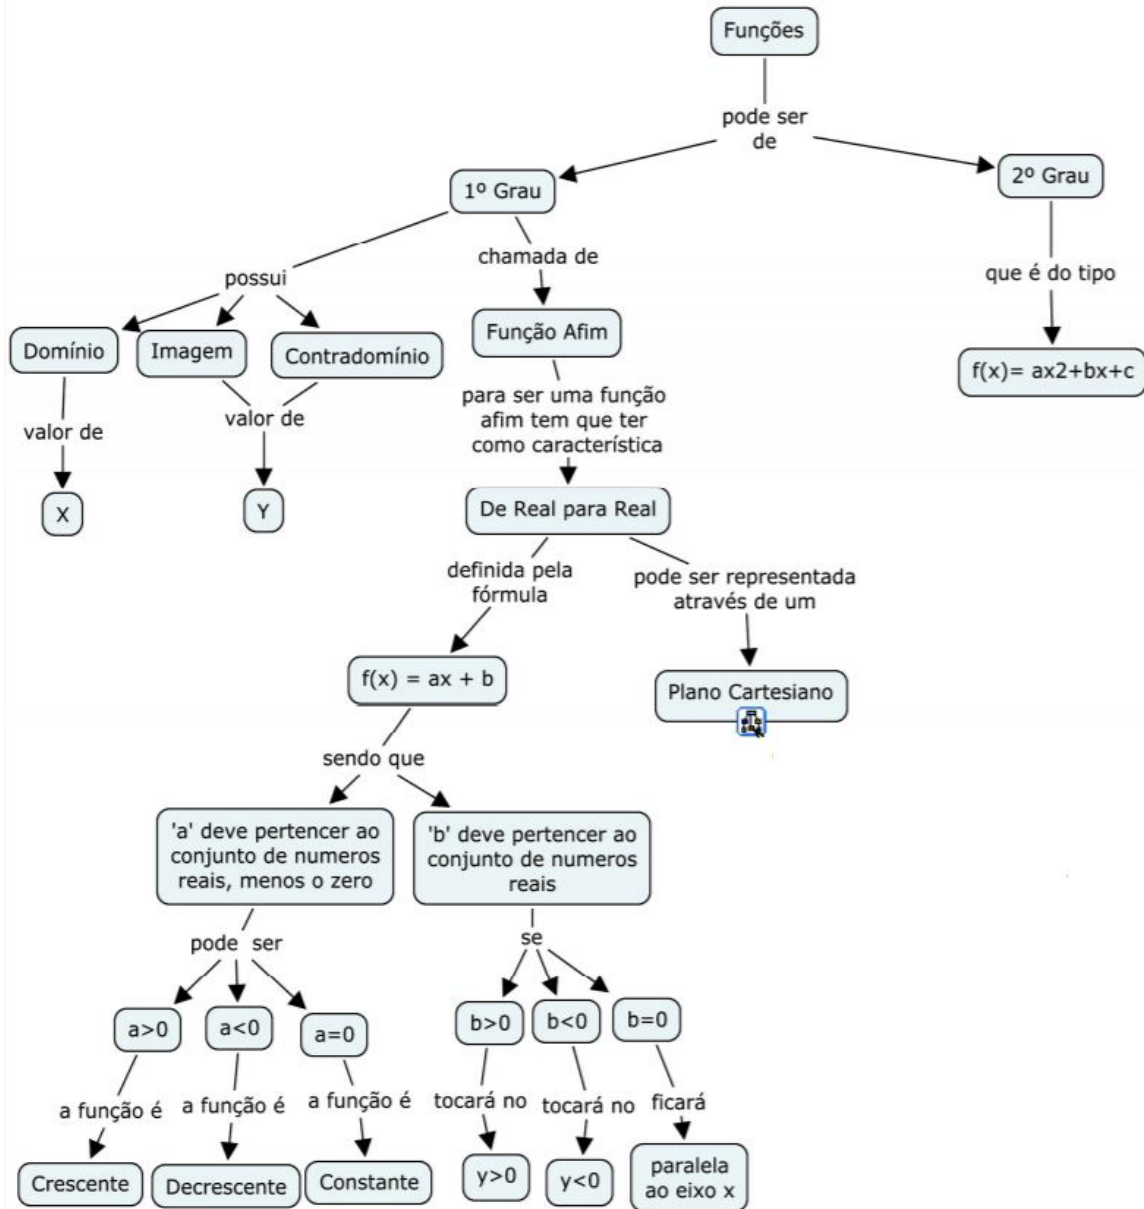 Funções
pode ser
de
1º Grau
2º Grau
possui
chamada de
que é do tipo
Domínio
Imagem
Contradomínio
Função Afim
f(x)= ax2+bx+c
valor de
valor de
para ser uma função
afim tem que ter
como característica
X
Y
De Real para Real
definida pela
fórmula
pode ser representada
através de um
f(x) = ax + b
Plano Cartesiano
sendo que
'a' deve pertencer ao
conjunto de numeros
reais, menos o zero
'b' deve pertencer ao
conjunto de numeros
reais
pode ser
se
a>0
a<0
a=0
b>0
b<0
b=0
a função é
a função é
a função é
tocará no
tocará no
ficará
Crescente
Decrescente
Constante
y>0
y<0
paralela
ao eixo x